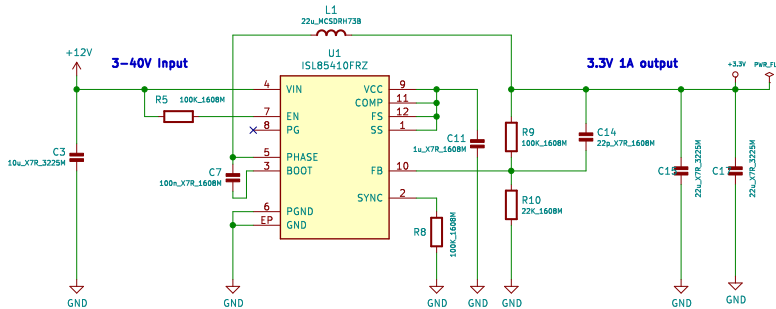 L1
22u_MCSDRH73B
+12V
3-40V Input
U1
ISL85410FRZ
3.3V 1A output
+3.3V
PWR_FL
4
VIN
VCC
9
R5
100K_1608M
COMP
11
7
EN
FS
12
8
PG
SS
1
C3
10u_X7R_3225M
C7
100n_X7R_1608M
5
PHASE
3
BOOT
FB
10
C11
1u_X7R_1608M
R9
100K_1608M
C14
22p_X7R_1608M
22u_X7R_3225M
22u_X7R_3225M
SYNC
2
R10
22K_1608M
6
PGND
EP
GND
R8
100K_1608M
GND
GND
GND
GND
GND
GND
GND